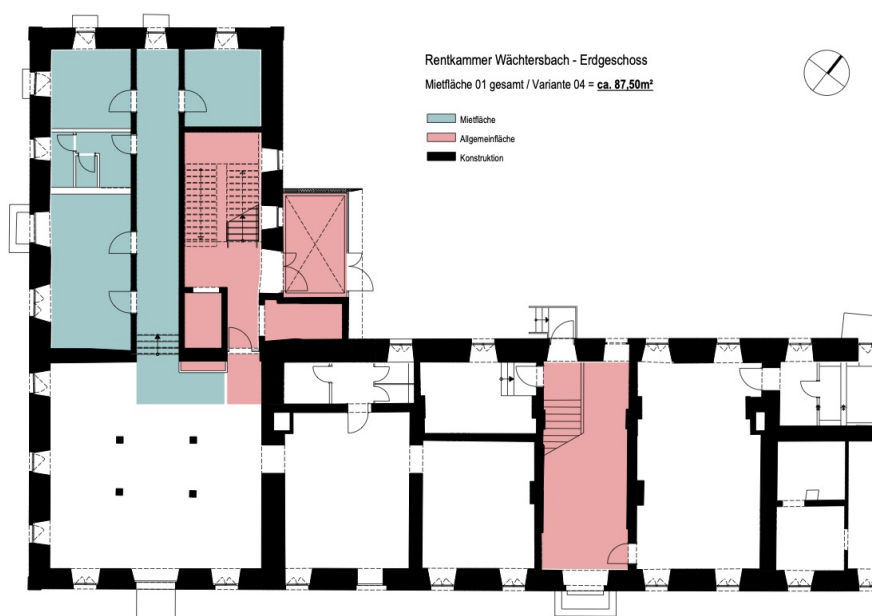 Rentkammer Wächtersbach - Erdgeschoss
Mietfläche 01 gesamt / Variante 04 = ca. 87,50m²
Mietfläche
Allgemeinfläche
Konstruktion